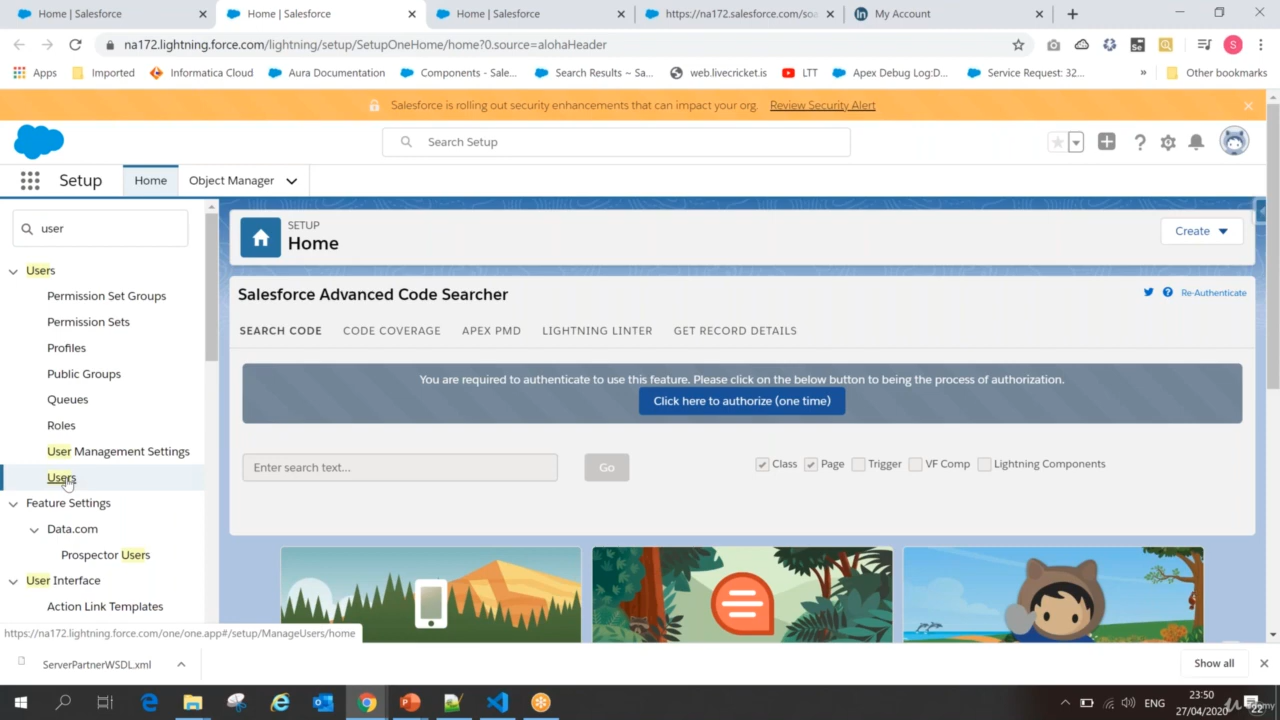 Home | Salesforce
Home | Salesforce
Home | Salesforce
https://na172.salesforce.com/soa
My Account
na172.lightning.force.com/lightning/setup/SetupOneHome/home?0.source=alohaHeader
Apps
Imported
Informatica Cloud
Aura Documentation
Components - Sale...
Search Results ~ Sa...
web.livecricket.is
LTT
Apex Debug Log:D...
Service Request: 32...
»
Other bookmarks
Salesforce is rolling out security enhancements that can impact your org. Review Security Alert
Search Setup
Setup
Home
Object Manager
user
Users
Permission Set Groups
Permission Sets
Profiles
Public Groups
Queues
Roles
User Management Settings
Users
Feature Settings
Data.com
Prospector Users
User Interface
Action Link Templates
SETUP
Home
Create
Salesforce Advanced Code Searcher
Re-Authenticate
SEARCH CODE
CODE COVERAGE
APEX PMD
LIGHTNING LINTER
GET RECORD DETAILS
You are required to authenticate to use this feature. Please click on the below button to being the process of authorization.
Click here to authorize (one time)
Enter search text...
Go
Class
Page
Trigger
VF Comp
Lightning Components
https://na172.lightning.force.com/one/one.app#/setup/ManageUsers/home
ServerPartnerWSDL.xml
Show all
ENG
23:50
27/04/2020
22